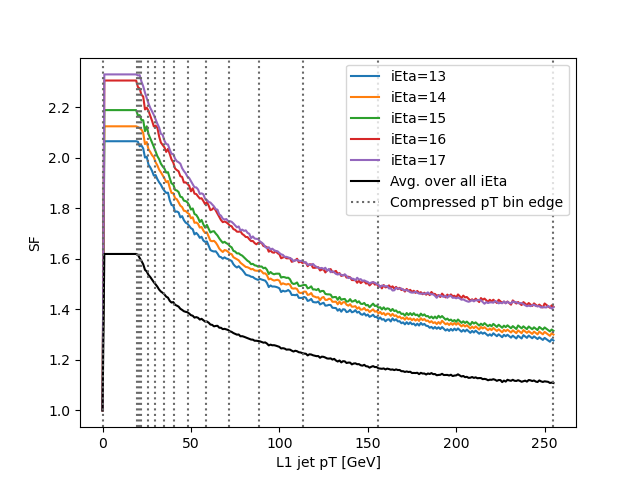 iEta=13
iEta=14
iEta=15
iEta=16
iEta=17
Avg. over all iEta
Compressed pT bin edge
2.2
2.0
1.8
1.6
1.4
1.2
1.0
SF
0 50 100 150 200 250
L1 jet pT [GeV]